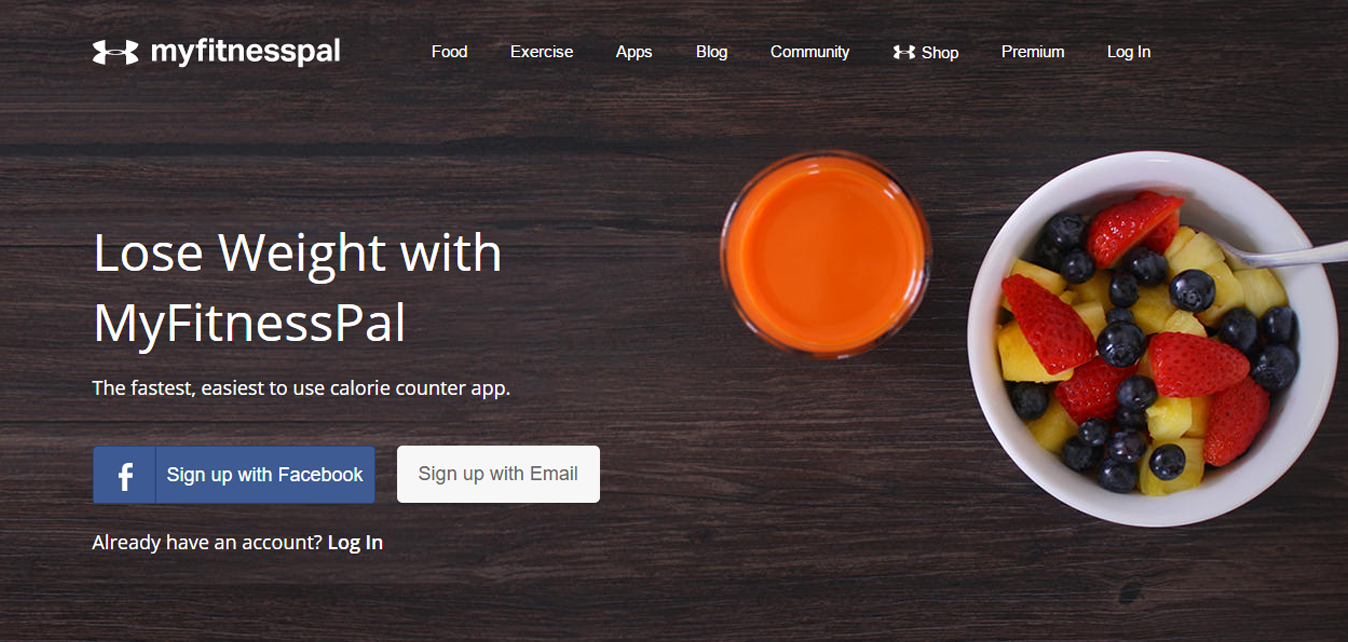 myfitnesspal
Food Exercise Apps Blog Community Shop Premium Log In
Lose Weight with
MyFitnessPal
The fastest, easiest to use calorie counter app.
f Sign up with Facebook Sign up with Email
Already have an account? Log In